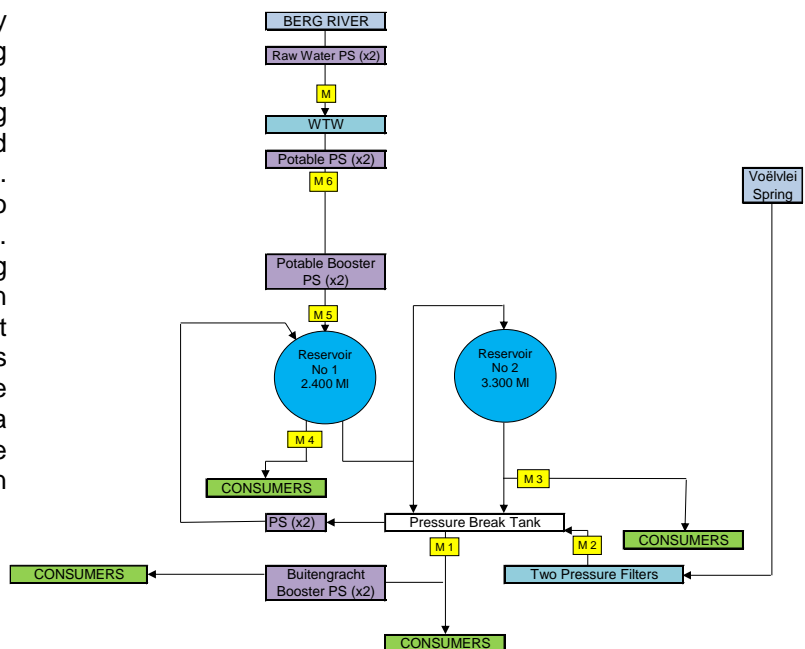 y
g
g
g
d
.
o
.
g
n
t
s
e
a
e
n
BERG RIVER
Raw Water PS (x2)
M
WTW
Potable PS (x2)
M 6
Voëlvlei
Spring
Potable Booster
PS (x2)
M 5
Reservoir
No 1
2.400 Ml
Reservoir
No 2
3.300 Ml
M 4
M 3
CONSUMERS
PS (x2)
Pressure Break Tank
CONSUMERS
M 1
M 2
CONSUMERS
Buitengracht
Booster PS (x2)
Two Pressure Filters
CONSUMERS